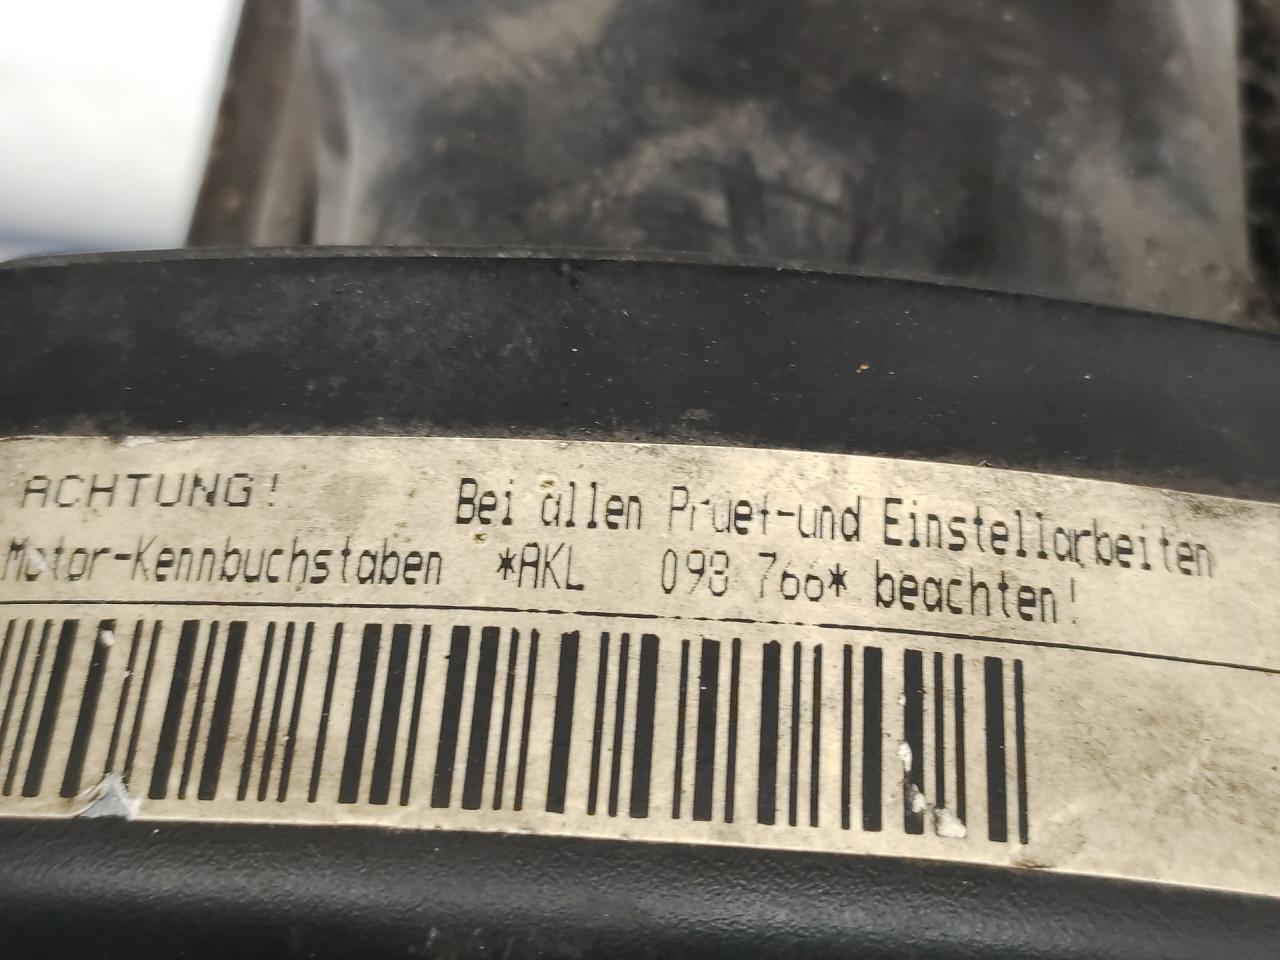 ACHTUNG! Bei allen Pruef-und Einstellarbeiten
Motor-Kennbuchstaben *AKL 098 766* beachten!